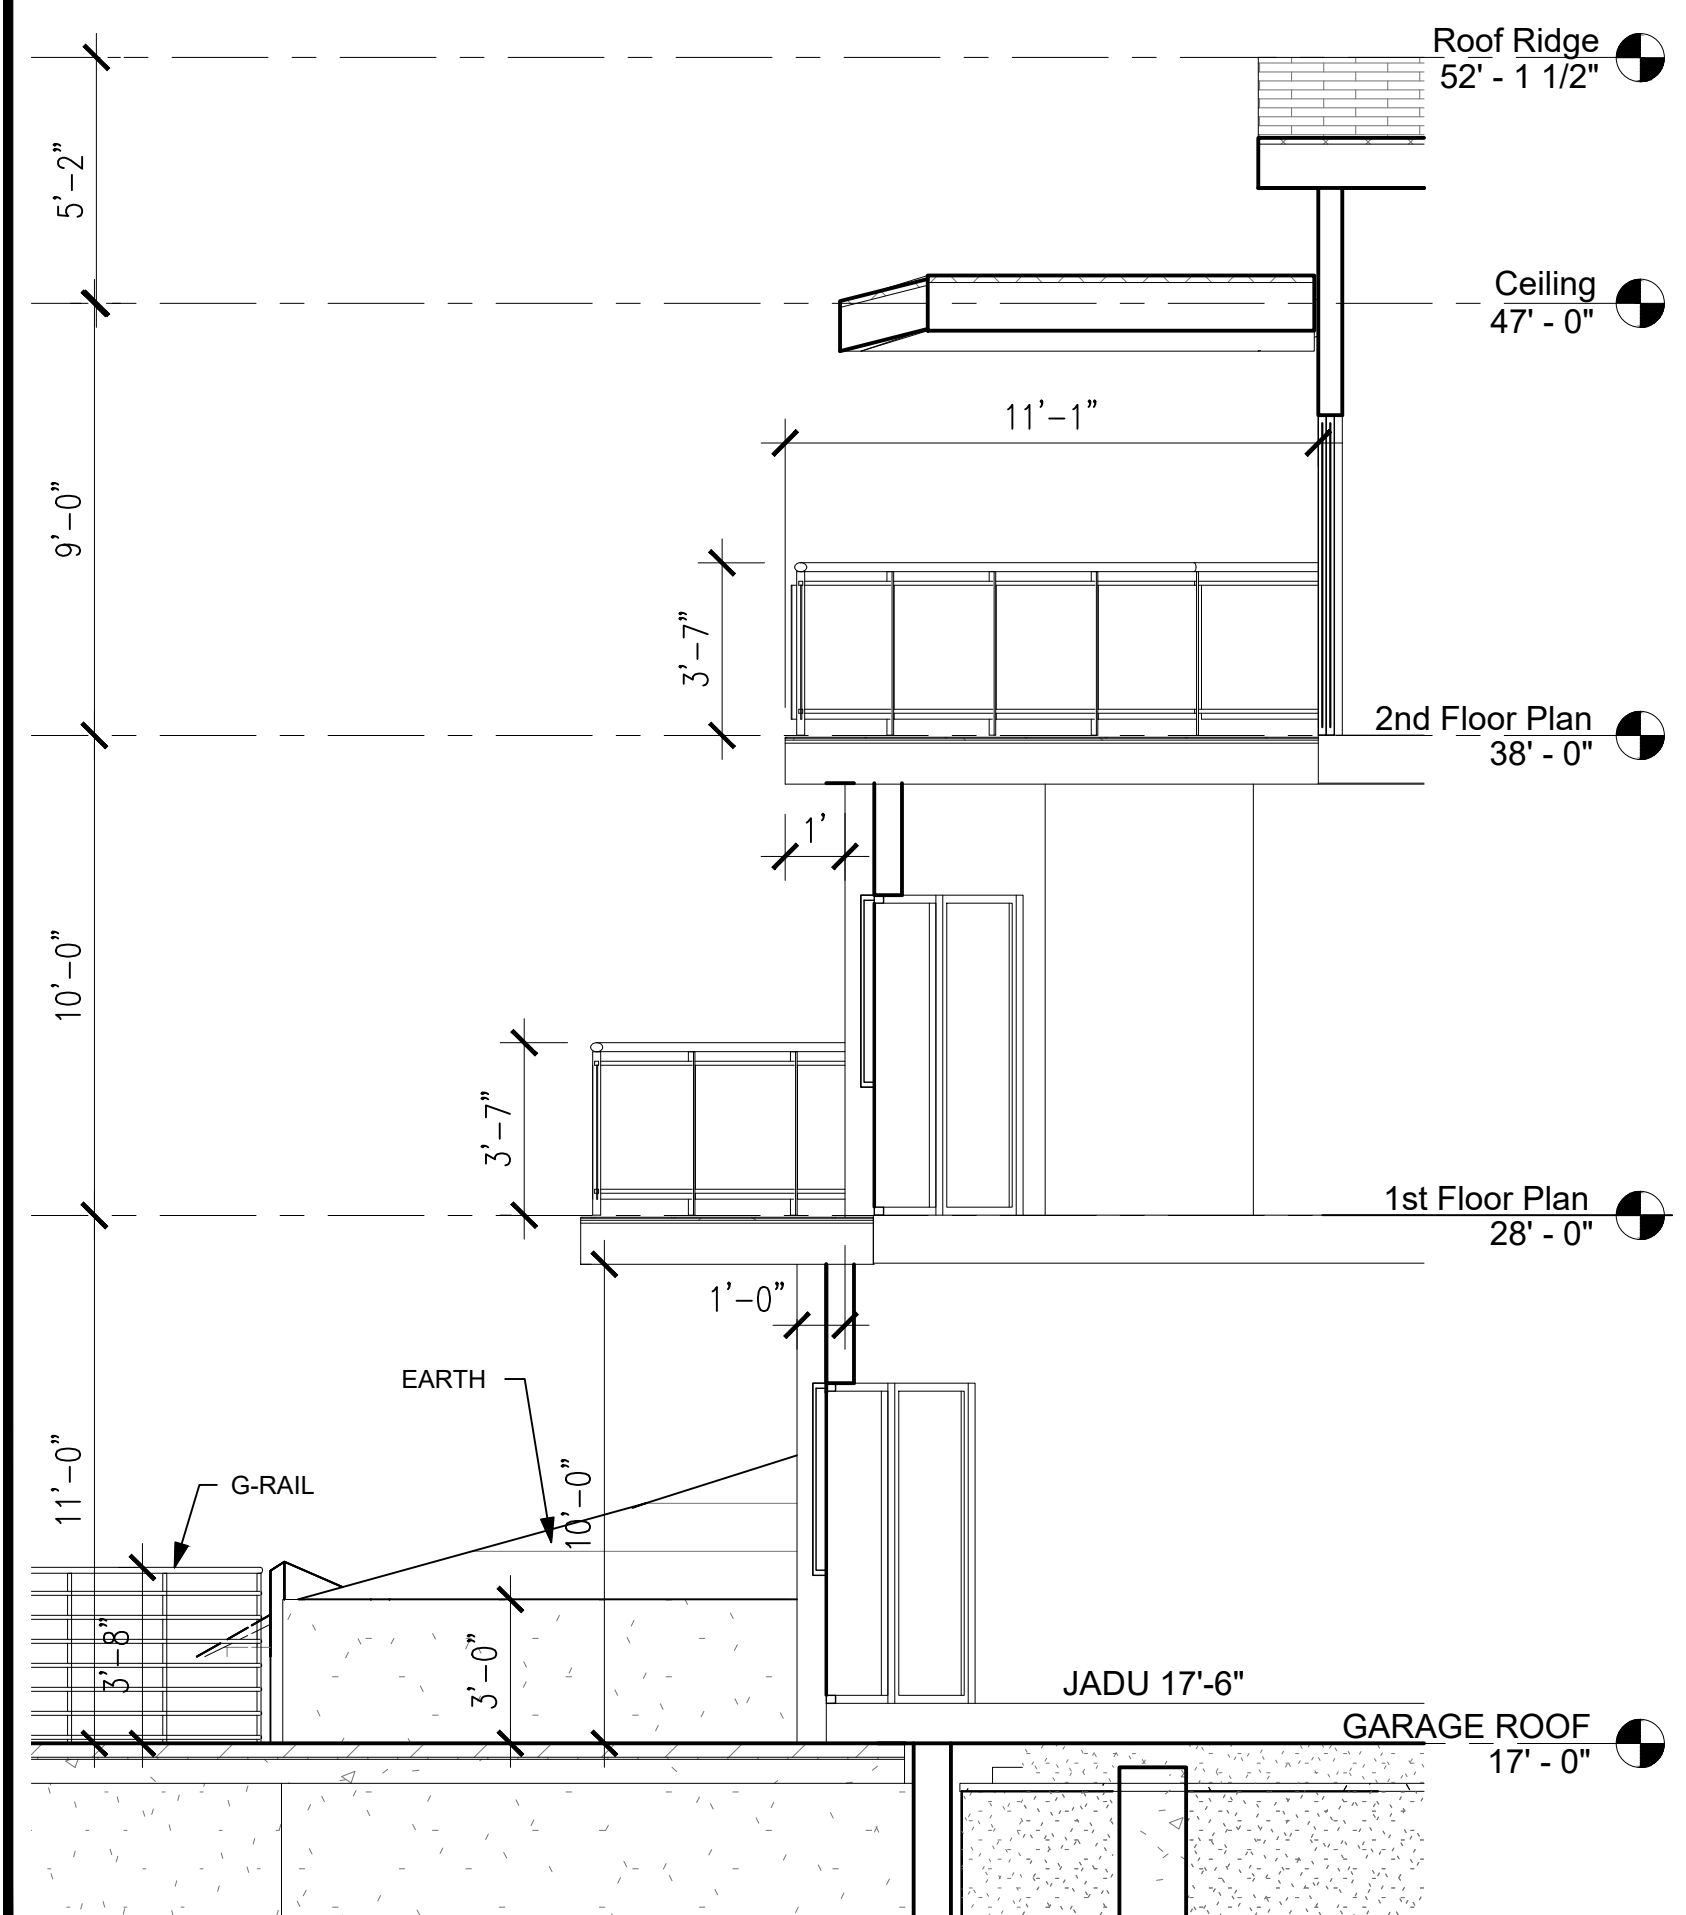 Roof Ridge
52' - 1 1/2"
5'-2"
Ceiling
47' - 0"
11'-1"
9'-0"
3'-7"
2nd Floor Plan
38' - 0"
1'
10'-0"
3'-7"
1st Floor Plan
28' - 0"
1'-0"
EARTH
11'-0"
G-RAIL
10'-0"
3'-8"
3'-0"
JADU 17'-6"
GARAGE ROOF
17' - 0"